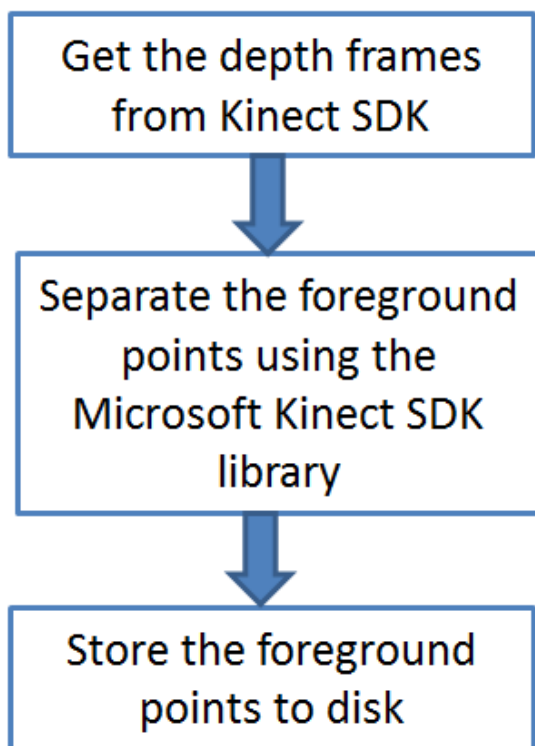 Get the depth frames
from Kinect SDK
Separate the foreground
points using the
Microsoft Kinect SDK
library
Store the foreground
points to disk